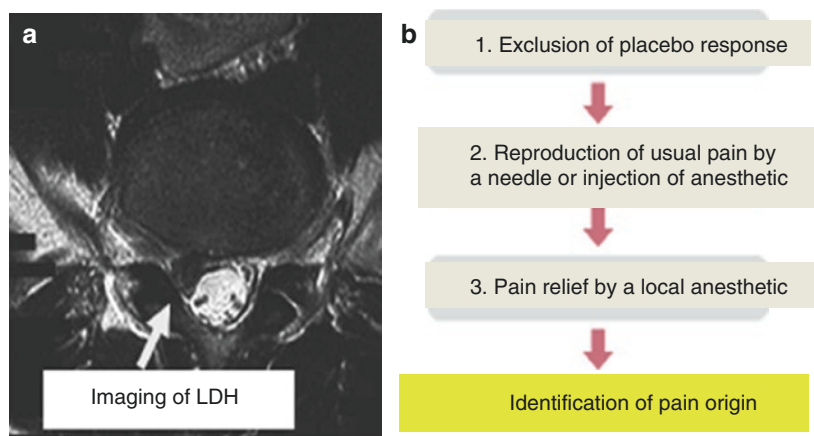 a
Imaging of LDH
b
1. Exclusion of placebo response
2. Reproduction of usual pain by
a needle or injection of anesthetic
3. Pain relief by a local anesthetic
Identification of pain origin